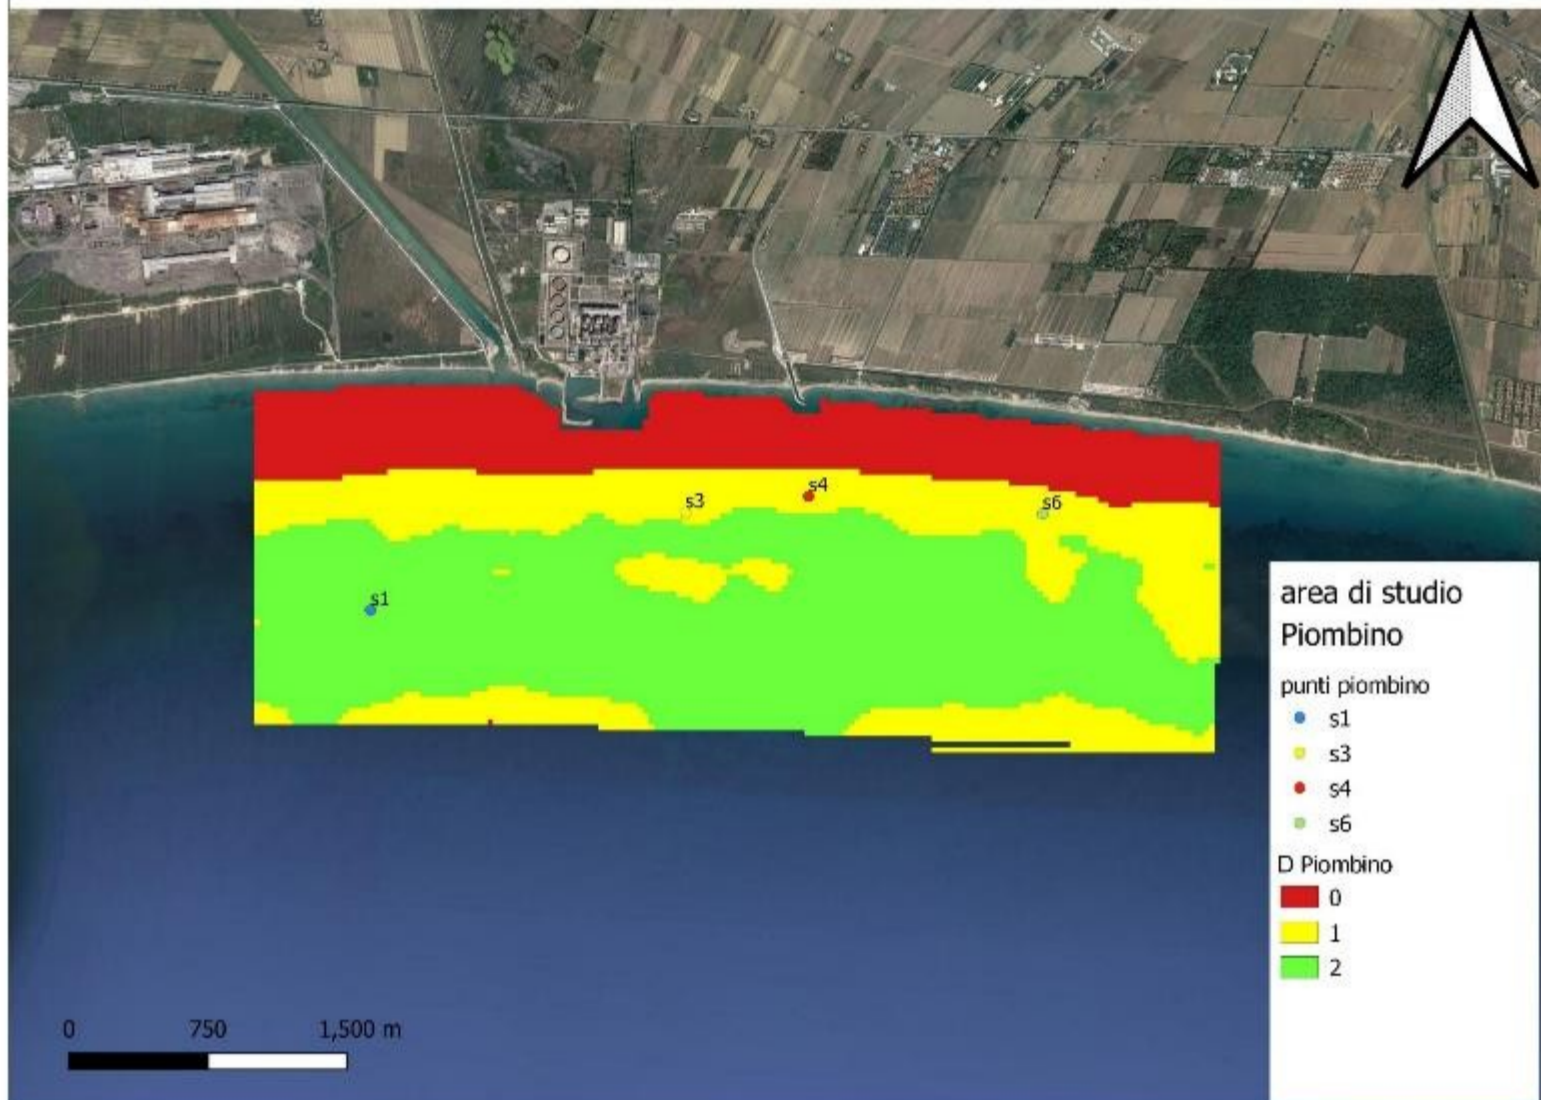 s3
s4
s6
s1
area di studio
Piombino
punti piombino
s1
s3
s4
s6
D Piombino
0
1
2
0 750 1,500 m